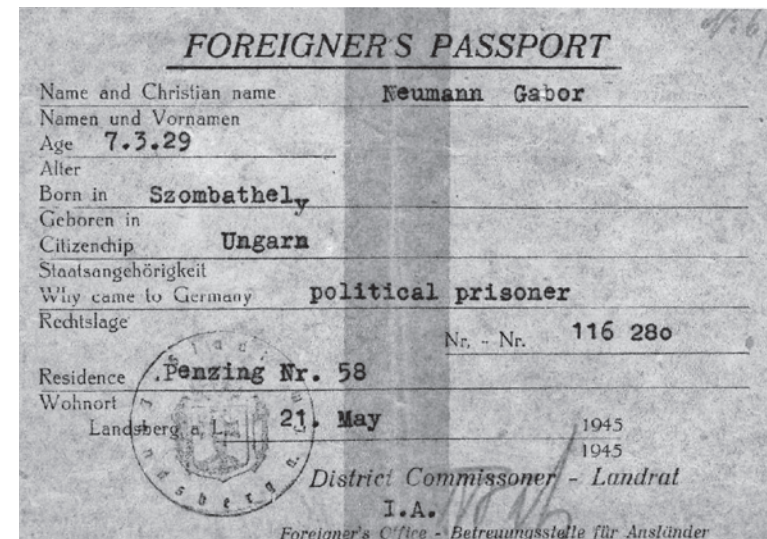 FOREIGNER'S PASSPORT
Name and Christian name Neumann Gabor
Namen und Vornamen
Age 7.3.29
Alter
Born in Szombathely
Geboren in
Citizenchip Ungarn
Staatsangehörigkeit
Why came to Germany political prisoner
Rechtslage
Nr. - Nr. 116 28o
Residence Penzing Nr. 58
Wohnort
Landsberg a. L. 21. May 1945
1945
District Commissoner - Landrat
I.A.
Foreigner's Office - Betreuungsstelle für Ansländer